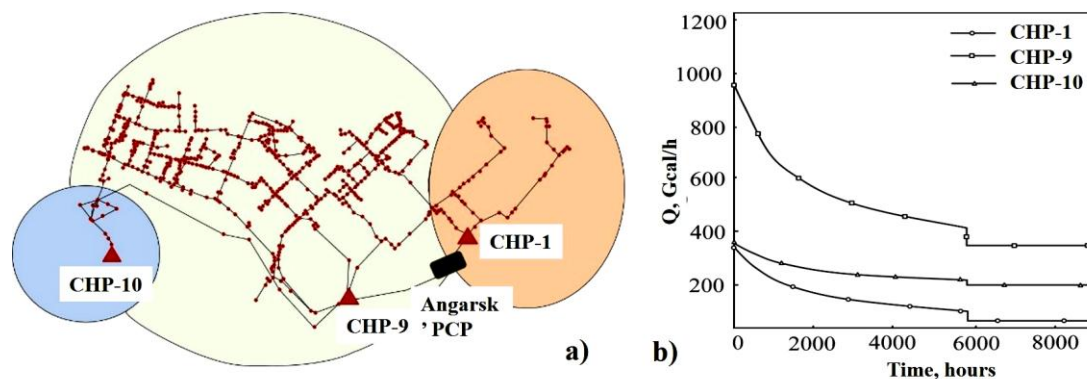 CHP-10
CHP-9
CHP-1
Angarsk
’ PCP
a)
Q, Gcal/h
1200
1000
800
600
400
200
0
2000
4000
6000
8000
Time, hours
CHP-1
CHP-9
CHP-10
b)